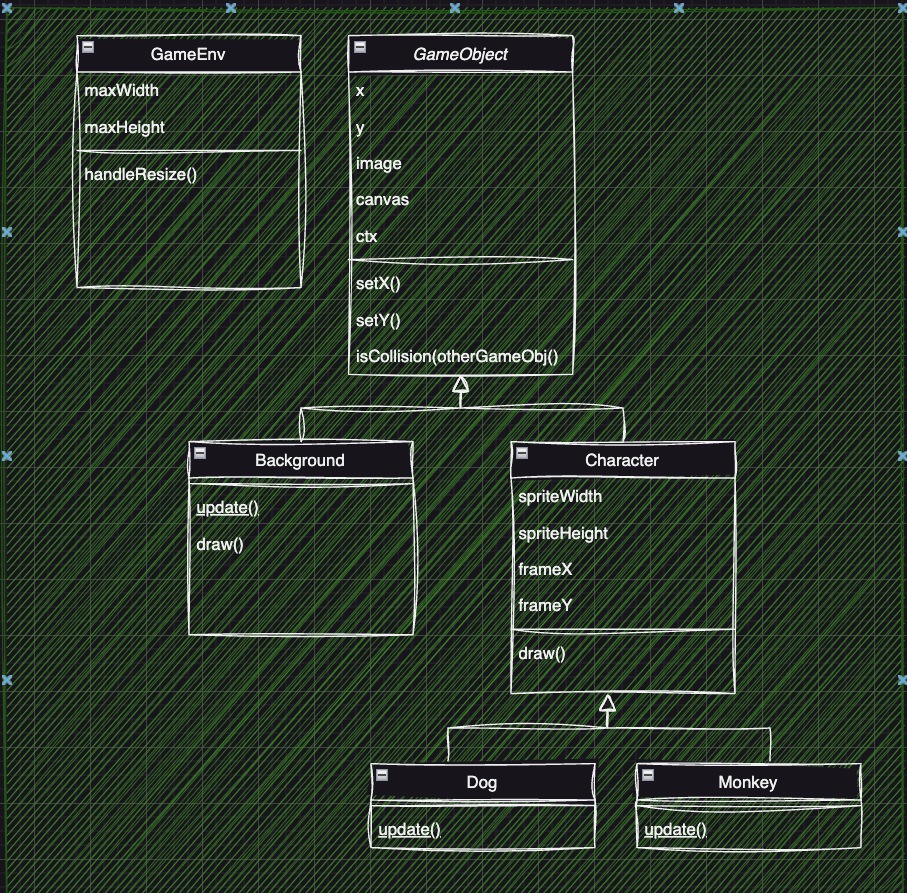 GameEnv
maxWidth
maxHeight
handleResize()
GameObject
x
y
image
canvas
ctx
setX()
setY()
isCollision(otherGameObj()
Background
update()
draw()
Character
spriteWidth
spriteHeight
frameX
frameY
draw()
Dog
update()
Monkey
update()